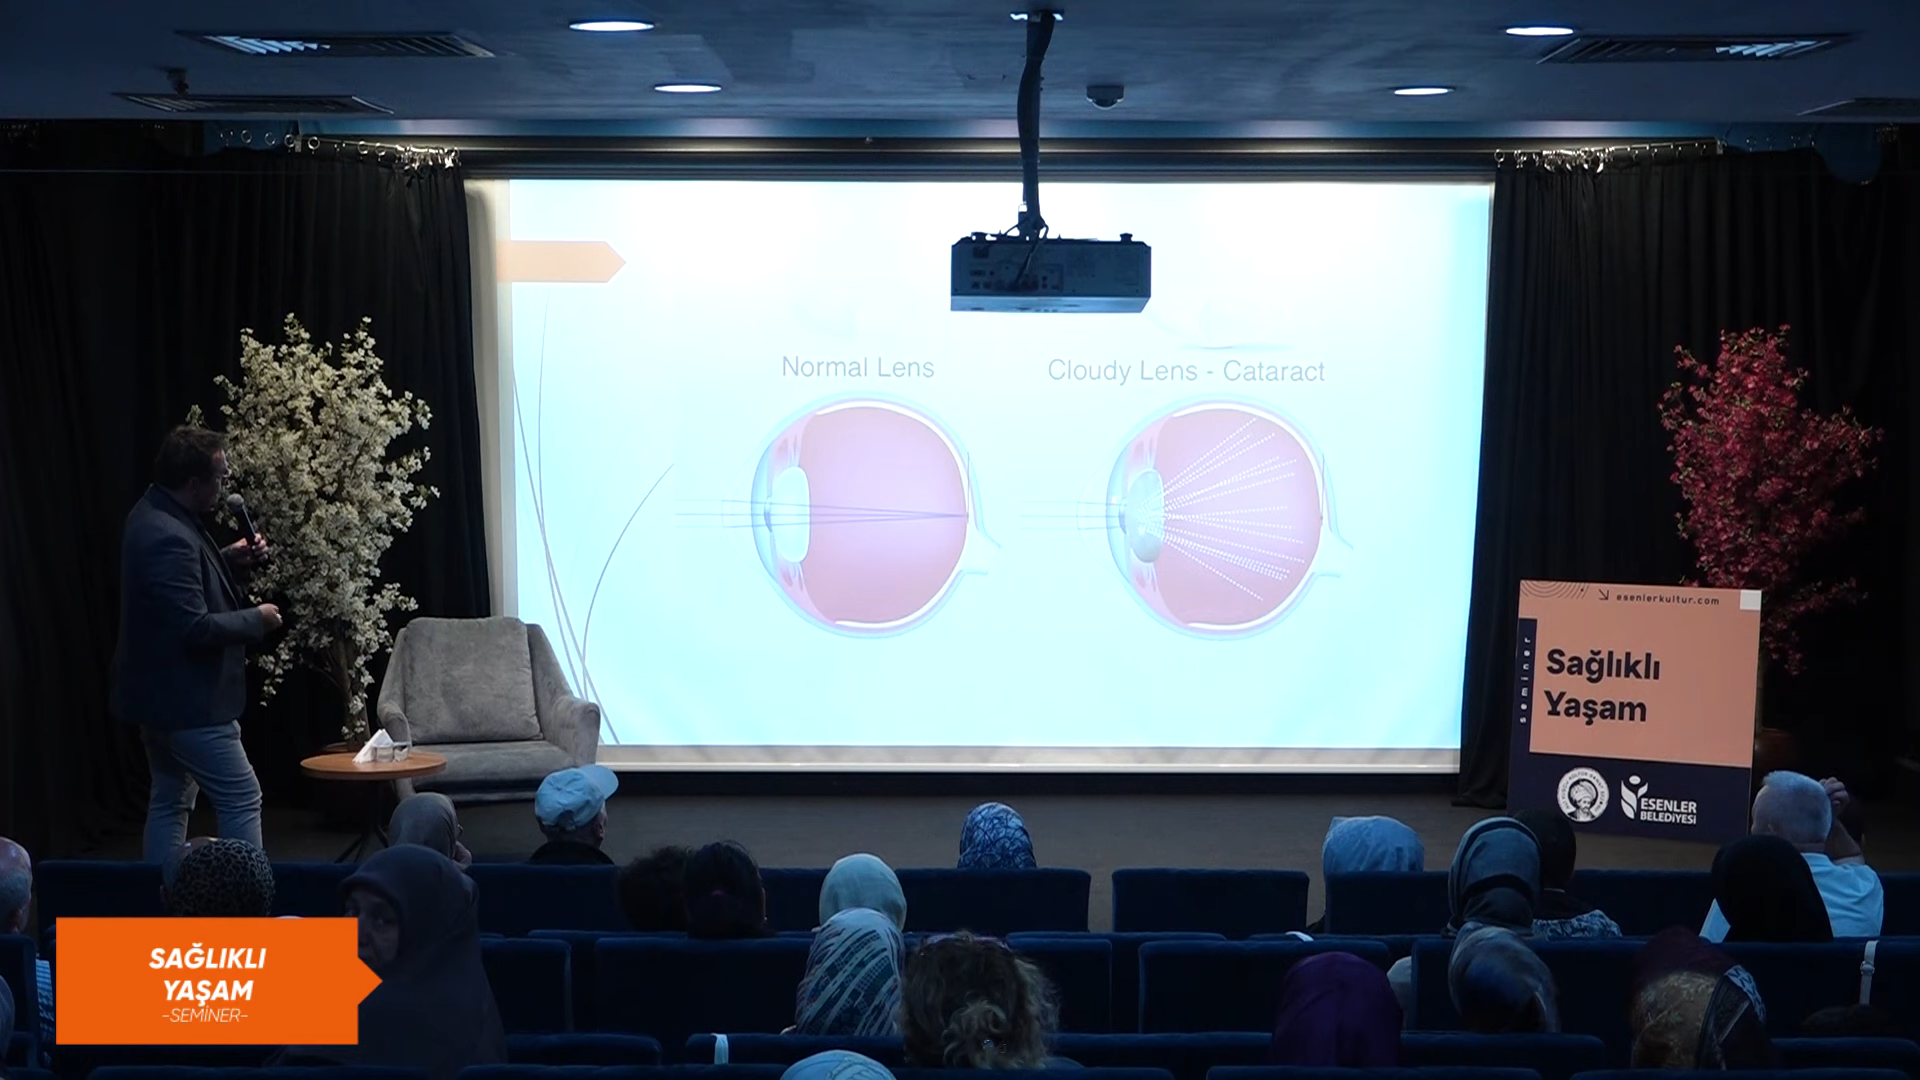 Normal Lens
Cloudy Lens - Cataract
esenlerkultur.com
seminer
Sağlıklı
Yaşam
ESENLER
BELEDİYESİ
SAĞLIKLI
YAŞAM
-SEMİNER-